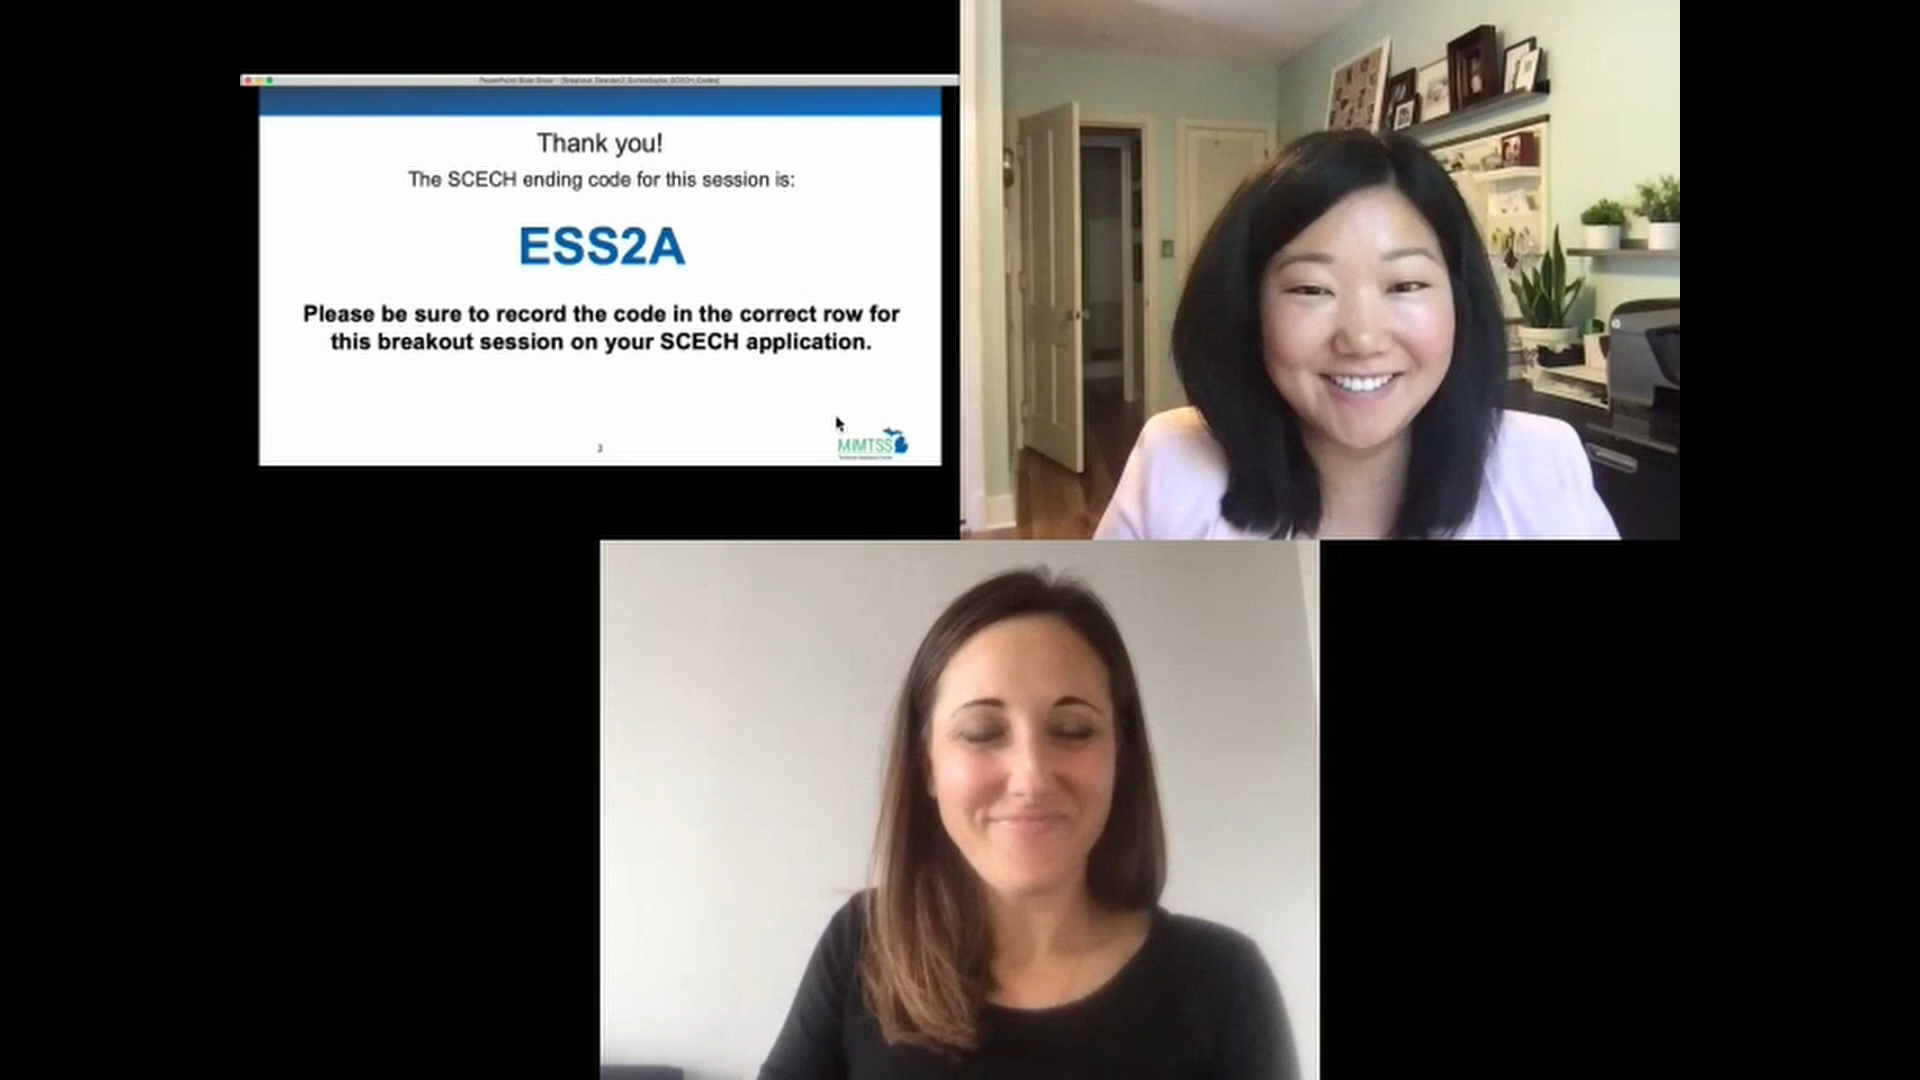 Thank you!
The SCECH ending code for this session is:
ESS2A
Please be sure to record the code in the correct row for
this breakout session on your SCECH application.
3
MiMTSS